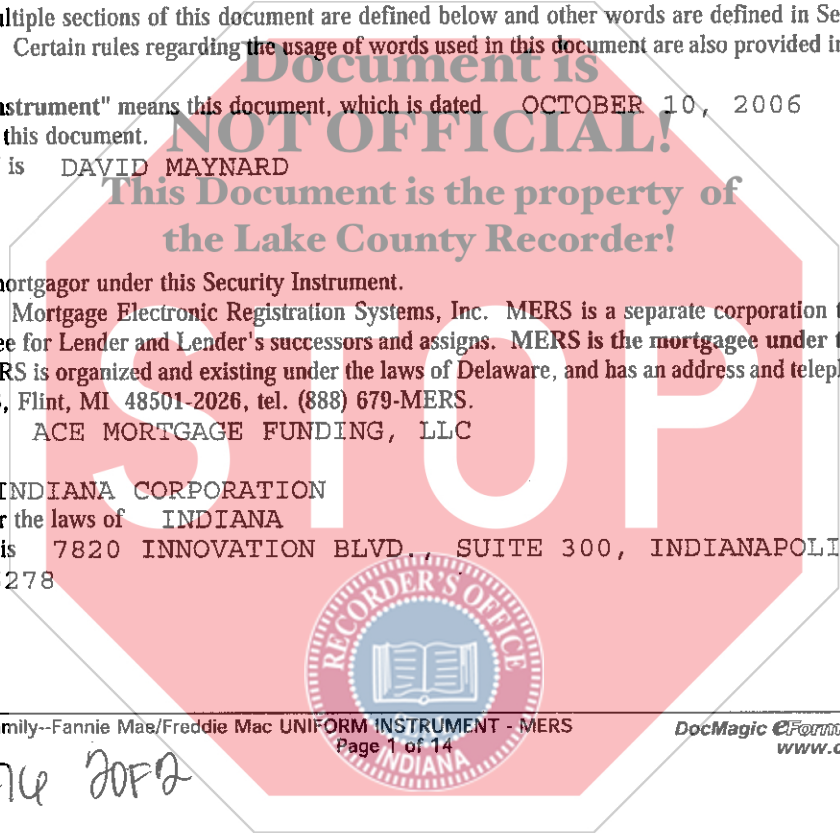 ltiple sections of this document are defined below and other words are defined in Se
Certain rules regarding the usage of words used in this document are also provided i
Document is
nstrument" means this document, which is dated OCTOBER 10, 2006
this document.
NOT OFFICIAL!
is DAVID MAYNARD
This Document is the property of
the Lake County Recorder!
ortgagor under this Security Instrument.
Mortgage Electronic Registration Systems, Inc. MERS is a separate corporation t
ee for Lender and Lender's successors and assigns. MERS is the mortgagee under t
RS is organized and existing under the laws of Delaware, and has an address and telep
, Flint, MI 48501-2026, tel. (888) 679-MERS.
STOP
ACE MORTGAGE FUNDING, LLC
INDIANA CORPORATION
r the laws of INDIANA
is 7820 INNOVATION BLVD., SUITE 300, INDIANAPOLI
278
RECORDER'S OFFICE
INDIANA
mily--Fannie Mae/Freddie Mac UNIFORM INSTRUMENT - MERS
DocMagic eForm
Page 1 of 14
www.
20F2